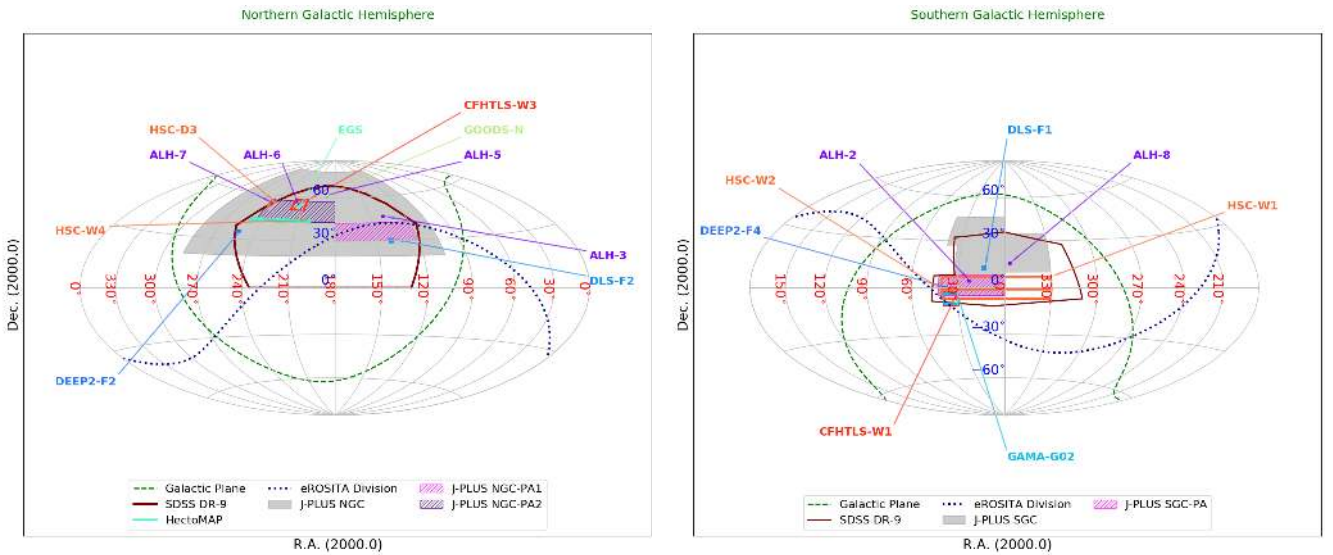 Northern Galactic Hemisphere
CFHTLS-W3
HSC-D3
EGS
GOODS-N
ALH-7
ALH-6
ALH-5
60°
HSC-W4
30°
ALH-3
DLS-F2
0°
0°
330°
300°
270°
240°
210°
150°
120°
90°
60°
30°
0°
DEEP2-F2
Dec. (2000.0)
Galactic Plane
SDSS DR-9
HectoMAP
eROSITA Division
J-PLUS NGC
J-PLUS NGC-PA1
J-PLUS NGC-PA2
R.A. (2000.0)
Southern Galactic Hemisphere
DLS-F1
ALH-2
ALH-8
HSC-W2
60°
HSC-W1
DEEP2-F4
30°
0°
150°
120°
90°
330°
300°
270°
240°
210°
−30°
−60°
CFHTLS-W1
GAMA-G02
Dec. (2000.0)
Galactic Plane
SDSS DR-9
eROSITA Division
J-PLUS SGC
J-PLUS SGC-PA
R.A. (2000.0)